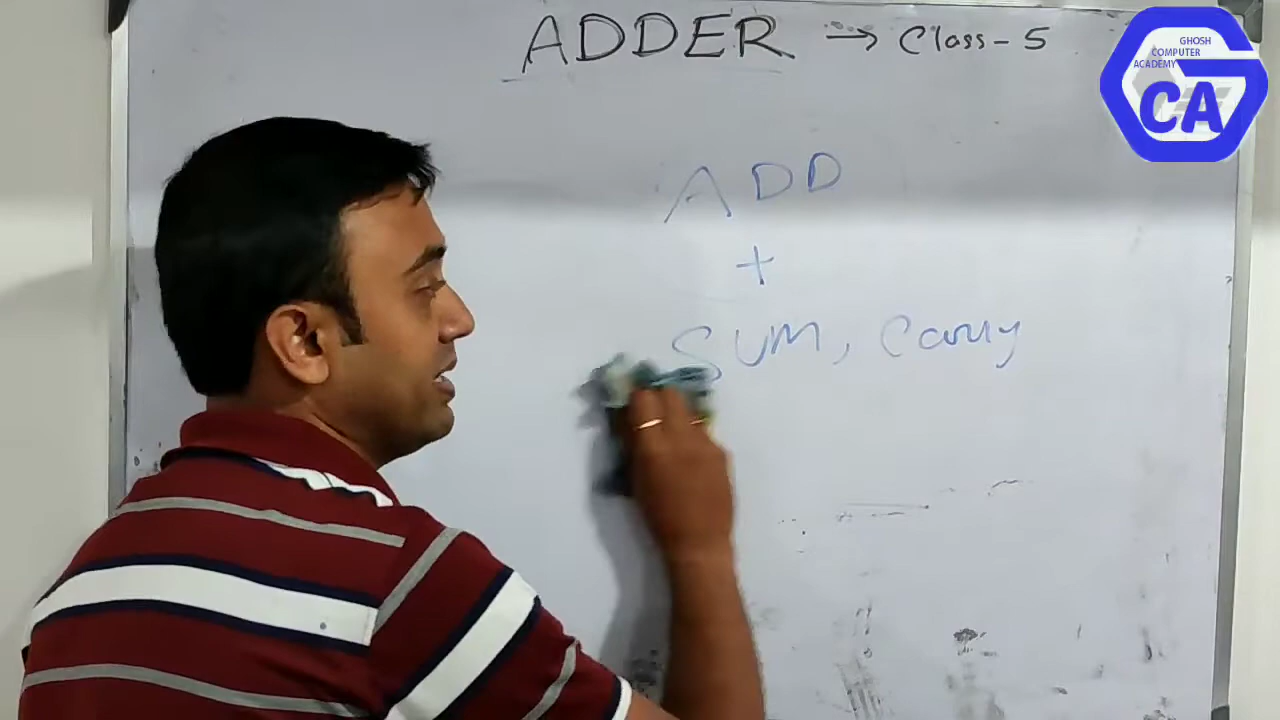 ADDER → Class - 5
GHOSH
COMPUTER
ACADEMY
CA
ADD
+
SUM, Carry